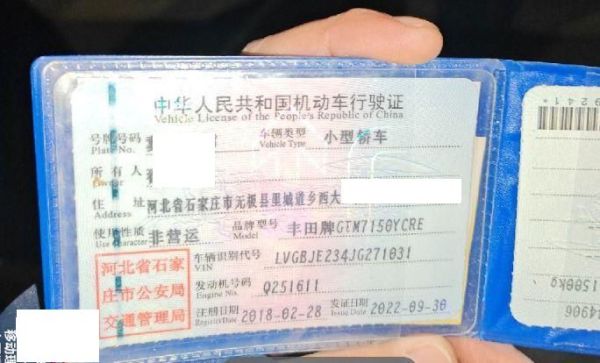 中华人民共和国机动车行驶证
Vehicle License of the People's Republic of China
号牌号码 车辆类型 小型轿车
Plate No. Vehicle Type
所有人
Owner
住址 河北省石家庄市无极县里城道乡西大
Address
使用性质 非营运 品牌型号 丰田牌GTM7150YCRE
Use Character Model
河北省石家
庄市公安局
交通管理局
车辆识别代号 LVGBJE234JG271031
VIN
发动机号码 Q251611
Engine No.
注册日期 2018-02-28 发证日期 2022-09-30
Register Date Issue Date
1500kg